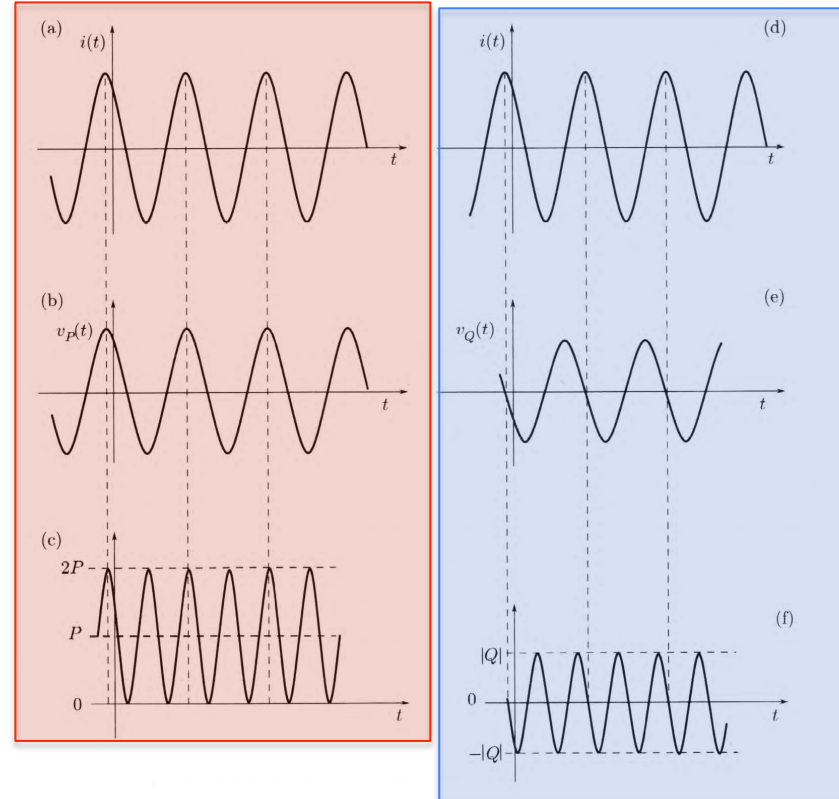 (a)
i(t)
t
(b)
v_P(t)
t
(c)
2P
P
0
t
(d)
i(t)
t
(e)
v_Q(t)
t
(f)
|Q|
0
t
−|Q|